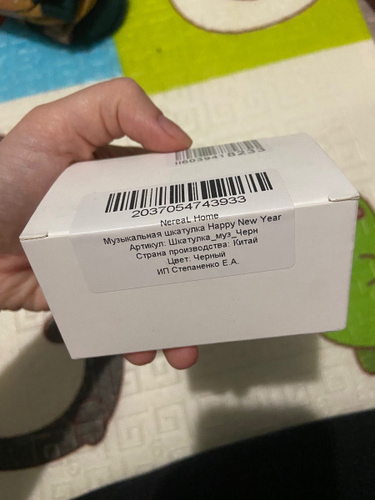 2037054743933
NereaL Home
Музыкальная шкатулка Happy New Year
Артикул: Шкатулка_муз_Черн
Страна производства: Китай
Цвет: Черный
ИП Степаненко Е.А.